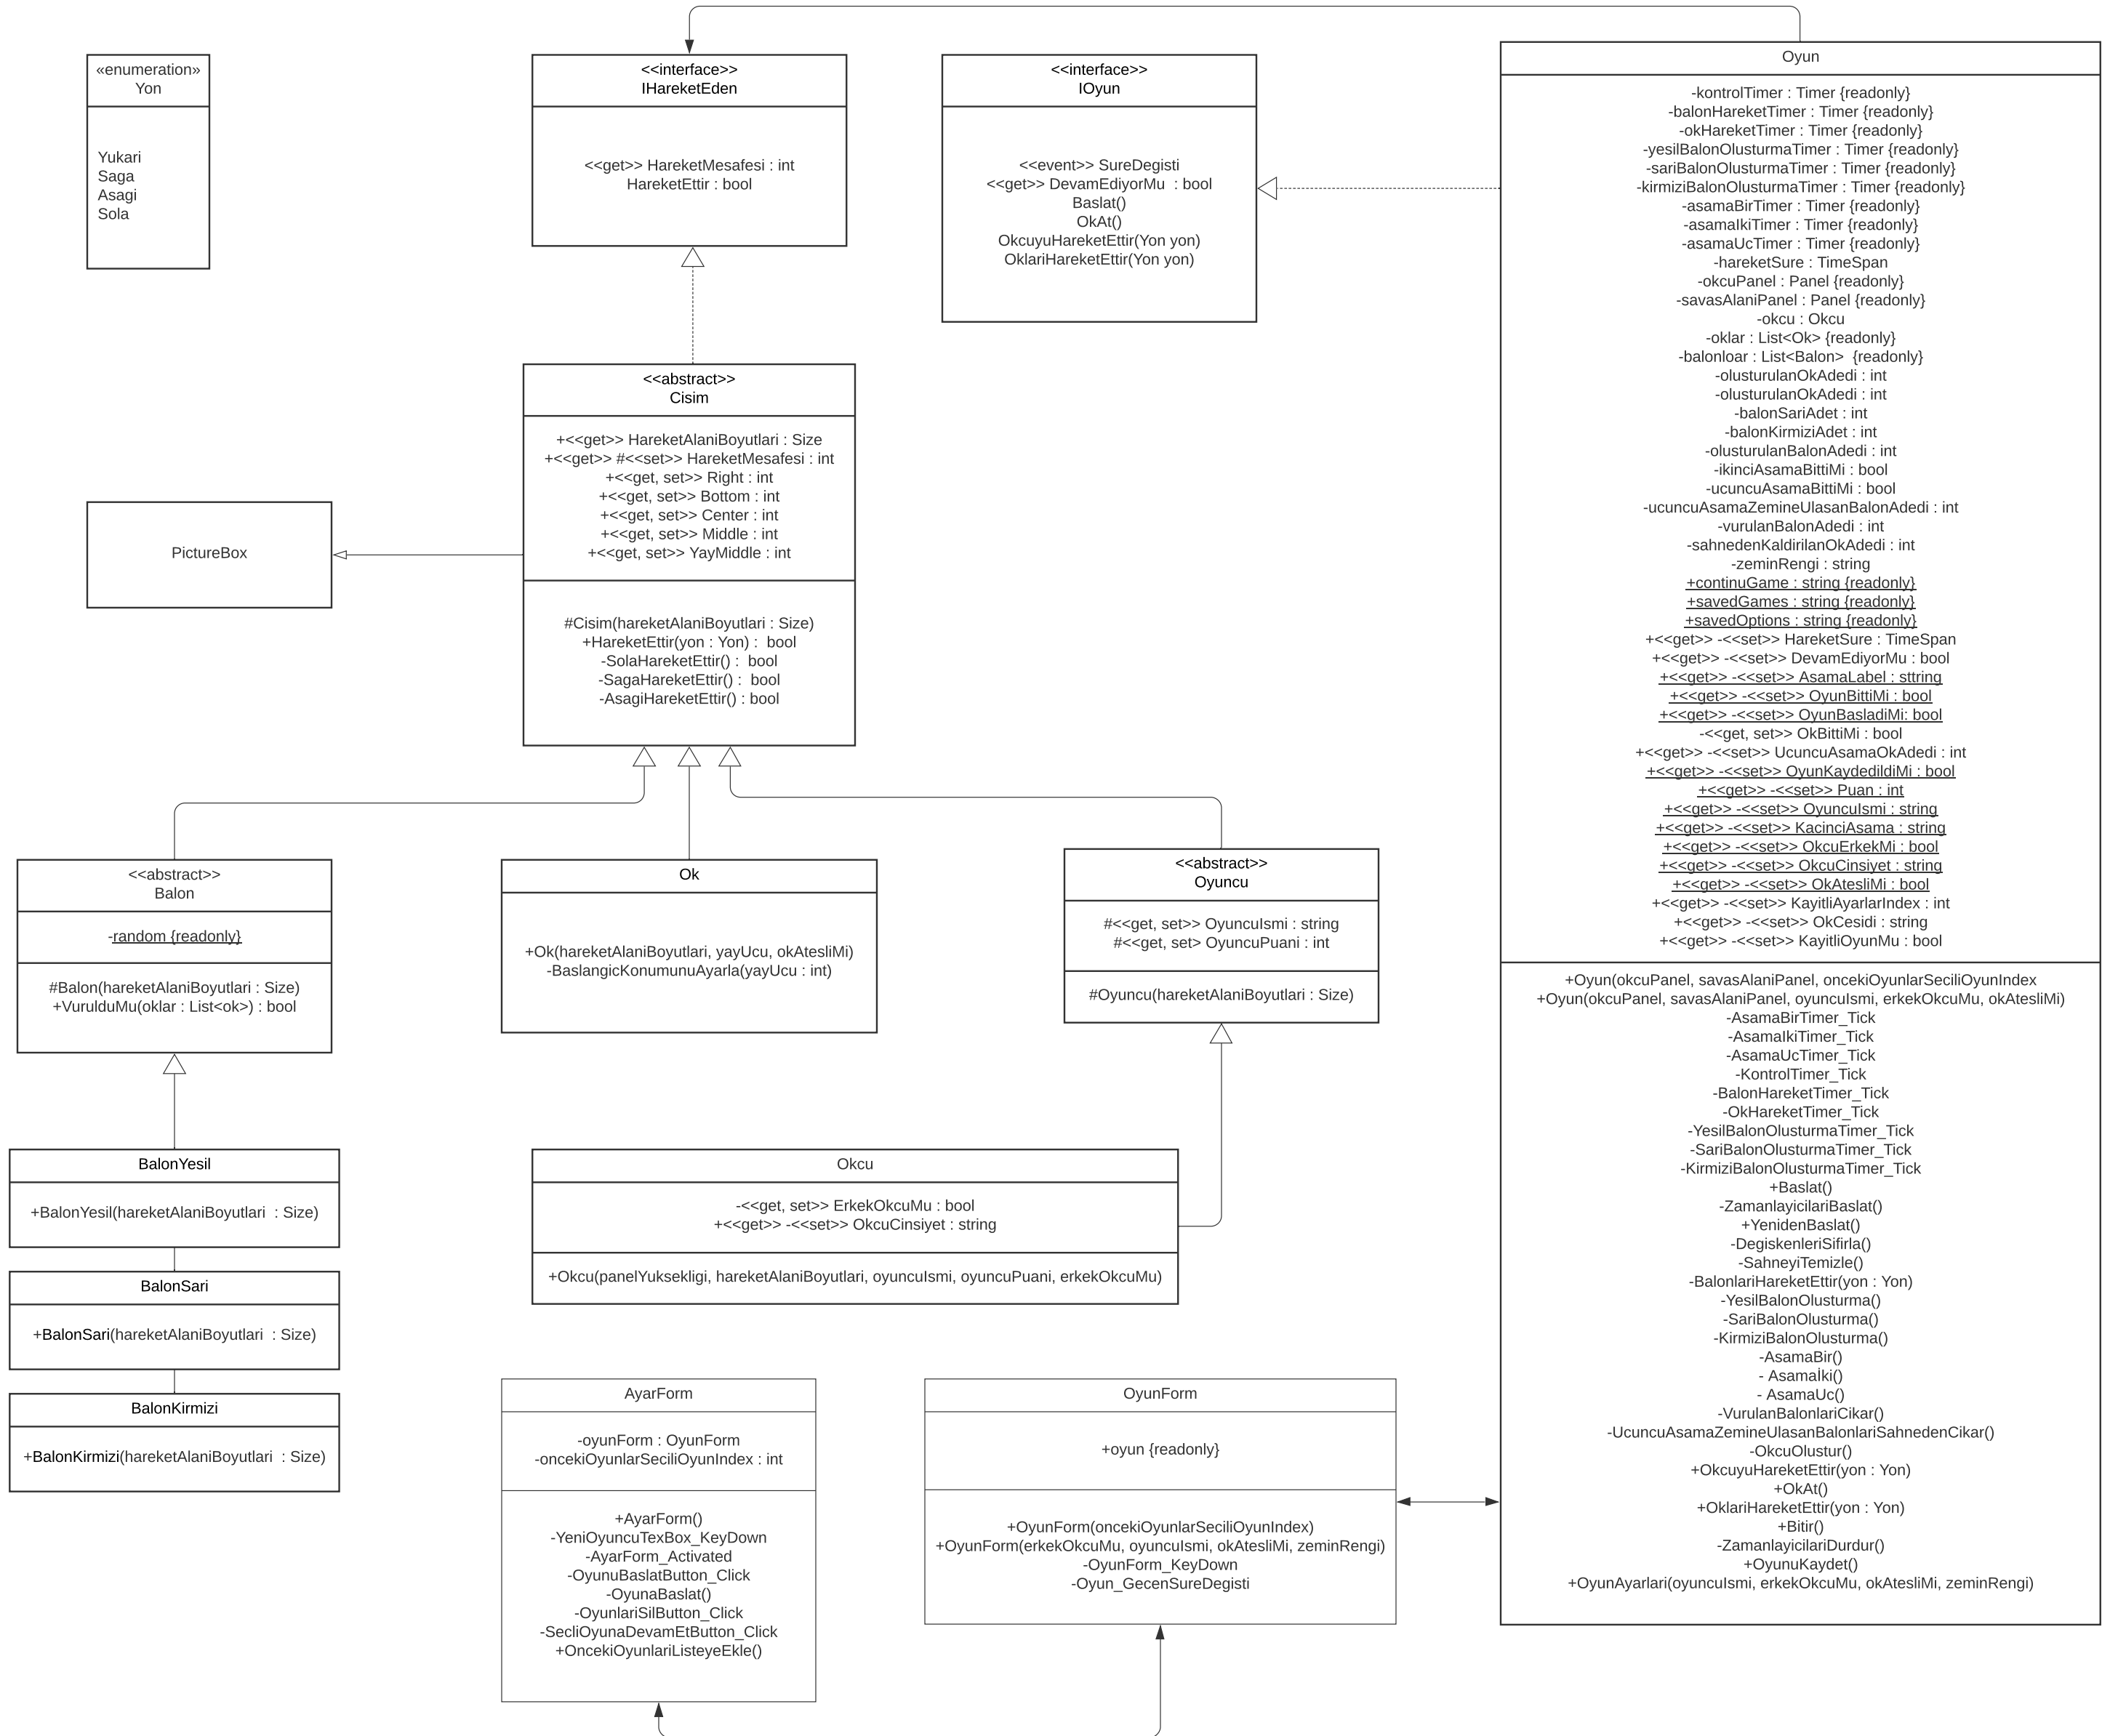 «enumeration»
Yon
Yukari
Saga
Asagi
Sola
<<interface>>
IHareketEden
<<get>> HareketMesafesi : int
HareketEttir : bool
<<interface>>
IOyun
<<event>> SureDegisti
<<get>> DevamEdiyorMu  : bool
Baslat()
OkAt()
OkcuyuHareketEttir(Yon yon)
OklariHareketEttir(Yon yon)
Oyun
-kontrolTimer : Timer {readonly}
-balonHareketTimer : Timer {readonly}
-okHareketTimer : Timer {readonly}
-yesilBalonOlusturmaTimer : Timer {readonly}
-sariBalonOlusturmaTimer : Timer {readonly}
-kirmiziBalonOlusturmaTimer : Timer {readonly}
-asamaBirTimer : Timer {readonly}
-asamaIkiTimer : Timer {readonly}
-asamaUcTimer : Timer {readonly}
-hareketSure : TimeSpan
-okcuPanel : Panel {readonly}
-savasAlaniPanel : Panel {readonly}
-okcu : Okcu
-oklar : List<Ok> {readonly}
-balonloar : List<Balon>  {readonly}
-olusturulanOkAdedi : int
-olusturulanOkAdedi : int
-balonSariAdet : int
-balonKirmiziAdet : int
-olusturulanBalonAdedi : int
-ikinciAsamaBittiMi : bool
-ucuncuAsamaBittiMi : bool
-ucuncuAsamaZemineUlasanBalonAdedi : int
-vurulanBalonAdedi : int
-sahnedenKaldirilanOkAdedi : int
-zeminRengi : string
+continuGame : string {readonly}
+savedGames : string {readonly}
+savedOptions : string {readonly}
+<<get>> -<<set>> HareketSure : TimeSpan
+<<get>> -<<set>> DevamEdiyorMu : bool
+<<get>> -<<set>> AsamaLabel : sttring
+<<get>> -<<set>> OyunBittiMi : bool
+<<get>> -<<set>> OyunBasladiMi: bool
-<<get, set>> OkBittiMi : bool
+<<get>> -<<set>> UcuncuAsamaOkAdedi : int
+<<get>> -<<set>> OyunKaydedildiMi : bool
+<<get>> -<<set>> Puan : int
+<<get>> -<<set>> OyuncuIsmi : string
+<<get>> -<<set>> KacinciAsama : string
+<<get>> -<<set>> OkcuErkekMi : bool
+<<get>> -<<set>> OkcuCinsiyet : string
+<<get>> -<<set>> OkAtesliMi : bool
+<<get>> -<<set>> KayitliAyarlarIndex : int
+<<get>> -<<set>> OkCesidi : string
+<<get>> -<<set>> KayitliOyunMu : bool
+Oyun(okcuPanel, savasAlaniPanel, oncekiOyunlarSeciliOyunIndex
+Oyun(okcuPanel, savasAlaniPanel, oyuncuIsmi, erkekOkcuMu, okAtesliMi)
-AsamaBirTimer_Tick
-AsamaIkiTimer_Tick
-AsamaUcTimer_Tick
-KontrolTimer_Tick
-BalonHareketTimer_Tick
-OkHareketTimer_Tick
-YesilBalonOlusturmaTimer_Tick
-SariBalonOlusturmaTimer_Tick
-KirmiziBalonOlusturmaTimer_Tick
+Baslat()
-ZamanlayicilariBaslat()
+YenidenBaslat()
-DegiskenleriSifirla()
-SahneyiTemizle()
-BalonlariHareketEttir(yon : Yon)
-YesilBalonOlusturma()
-SariBalonOlusturma()
-KirmiziBalonOlusturma()
-AsamaBir()
- Asamaİki()
- AsamaUc()
-VurulanBalonlariCikar()
-UcuncuAsamaZemineUlasanBalonlariSahnedenCikar()
-OkcuOlustur()
+OkcuyuHareketEttir(yon : Yon)
+OkAt()
+OklariHareketEttir(yon : Yon)
+Bitir()
-ZamanlayicilariDurdur()
+OyunuKaydet()
+OyunAyarlari(oyuncuIsmi, erkekOkcuMu, okAtesliMi, zeminRengi)
<<abstract>>
Cisim
+<<get>> HareketAlaniBoyutlari : Size
+<<get>> #<<set>> HareketMesafesi : int
+<<get, set>> Right : int
+<<get, set>> Bottom : int
+<<get, set>> Center : int
+<<get, set>> Middle : int
+<<get, set>> YayMiddle : int
#Cisim(hareketAlaniBoyutlari : Size)
+HareketEttir(yon : Yon) :  bool
-SolaHareketEttir() :  bool
-SagaHareketEttir() :  bool
-AsagiHareketEttir() : bool
PictureBox
<<abstract>>
Balon
-random {readonly}
#Balon(hareketAlaniBoyutlari : Size)
+VurulduMu(oklar : List<ok>) : bool
Ok
+Ok(hareketAlaniBoyutlari, yayUcu, okAtesliMi)
-BaslangicKonumunuAyarla(yayUcu : int)
<<abstract>>
Oyuncu
#<<get, set>> OyuncuIsmi : string
#<<get, set> OyuncuPuani : int
#Oyuncu(hareketAlaniBoyutlari : Size)
BalonYesil
+BalonYesil(hareketAlaniBoyutlari  : Size)
BalonSari
+BalonSari(hareketAlaniBoyutlari  : Size)
BalonKirmizi
+BalonKirmizi(hareketAlaniBoyutlari  : Size)
Okcu
-<<get, set>> ErkekOkcuMu : bool
+<<get>> -<<set>> OkcuCinsiyet : string
+Okcu(panelYuksekligi, hareketAlaniBoyutlari, oyuncuIsmi, oyuncuPuani, erkekOkcuMu)
AyarForm
-oyunForm : OyunForm
-oncekiOyunlarSeciliOyunIndex : int
+AyarForm()
-YeniOyuncuTexBox_KeyDown
-AyarForm_Activated
-OyunuBaslatButton_Click
-OyunaBaslat()
-OyunlariSilButton_Click
-SecliOyunaDevamEtButton_Click
+OncekiOyunlariListeyeEkle()
OyunForm
+oyun {readonly}
+OyunForm(oncekiOyunlarSeciliOyunIndex)
+OyunForm(erkekOkcuMu, oyuncuIsmi, okAtesliMi, zeminRengi)
-OyunForm_KeyDown
-Oyun_GecenSureDegisti